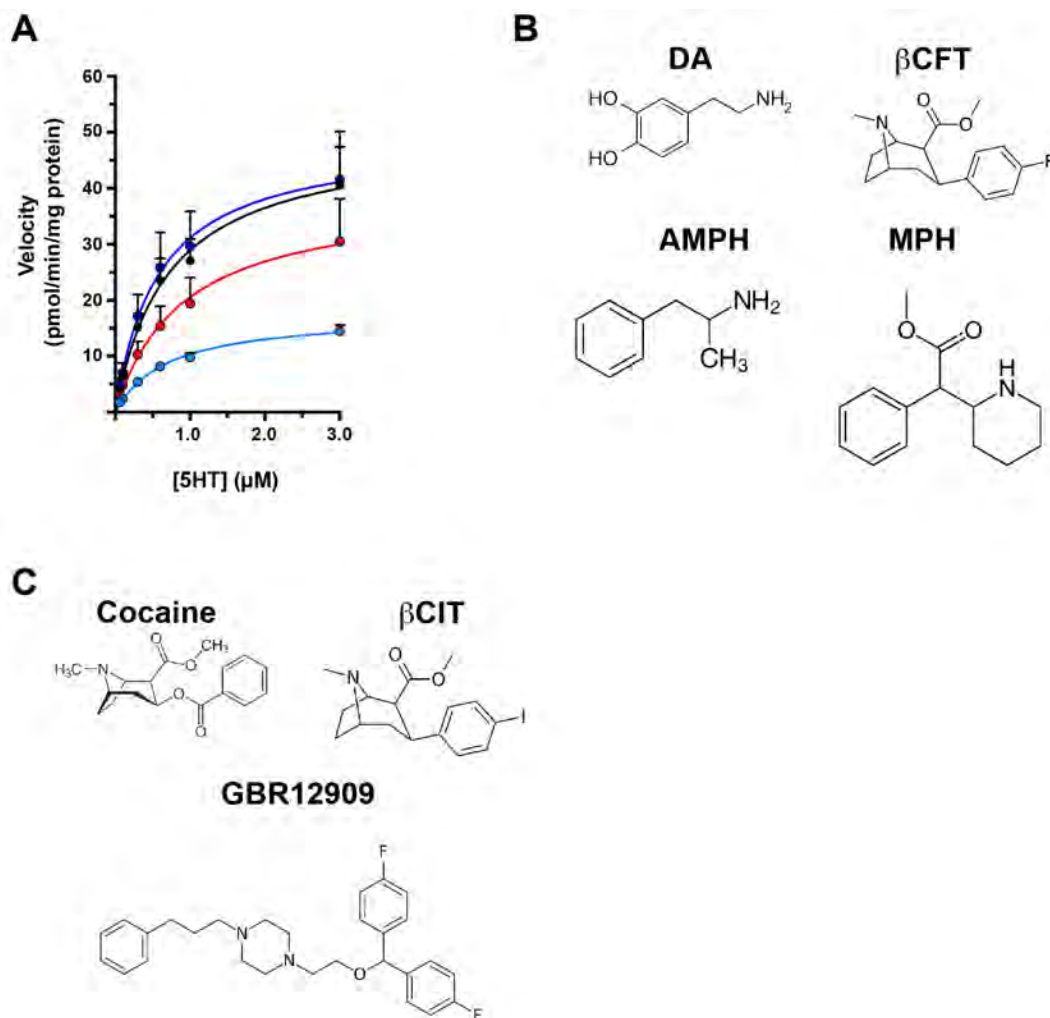 A
60
50
40
30
20
10
Velocity
(pmol/min/mg protein)
1.0
2.0
3.0
[5HT] (µM)
B
DA
HO
HO
NH2
βCFT
N
O
O
F
AMPH
NH2
CH3
MPH
O
O
H
N
C
Cocaine
H3C
N
O
O
CH3
O
O
βCIT
N
O
O
I
GBR12909
F
N
N
O
F